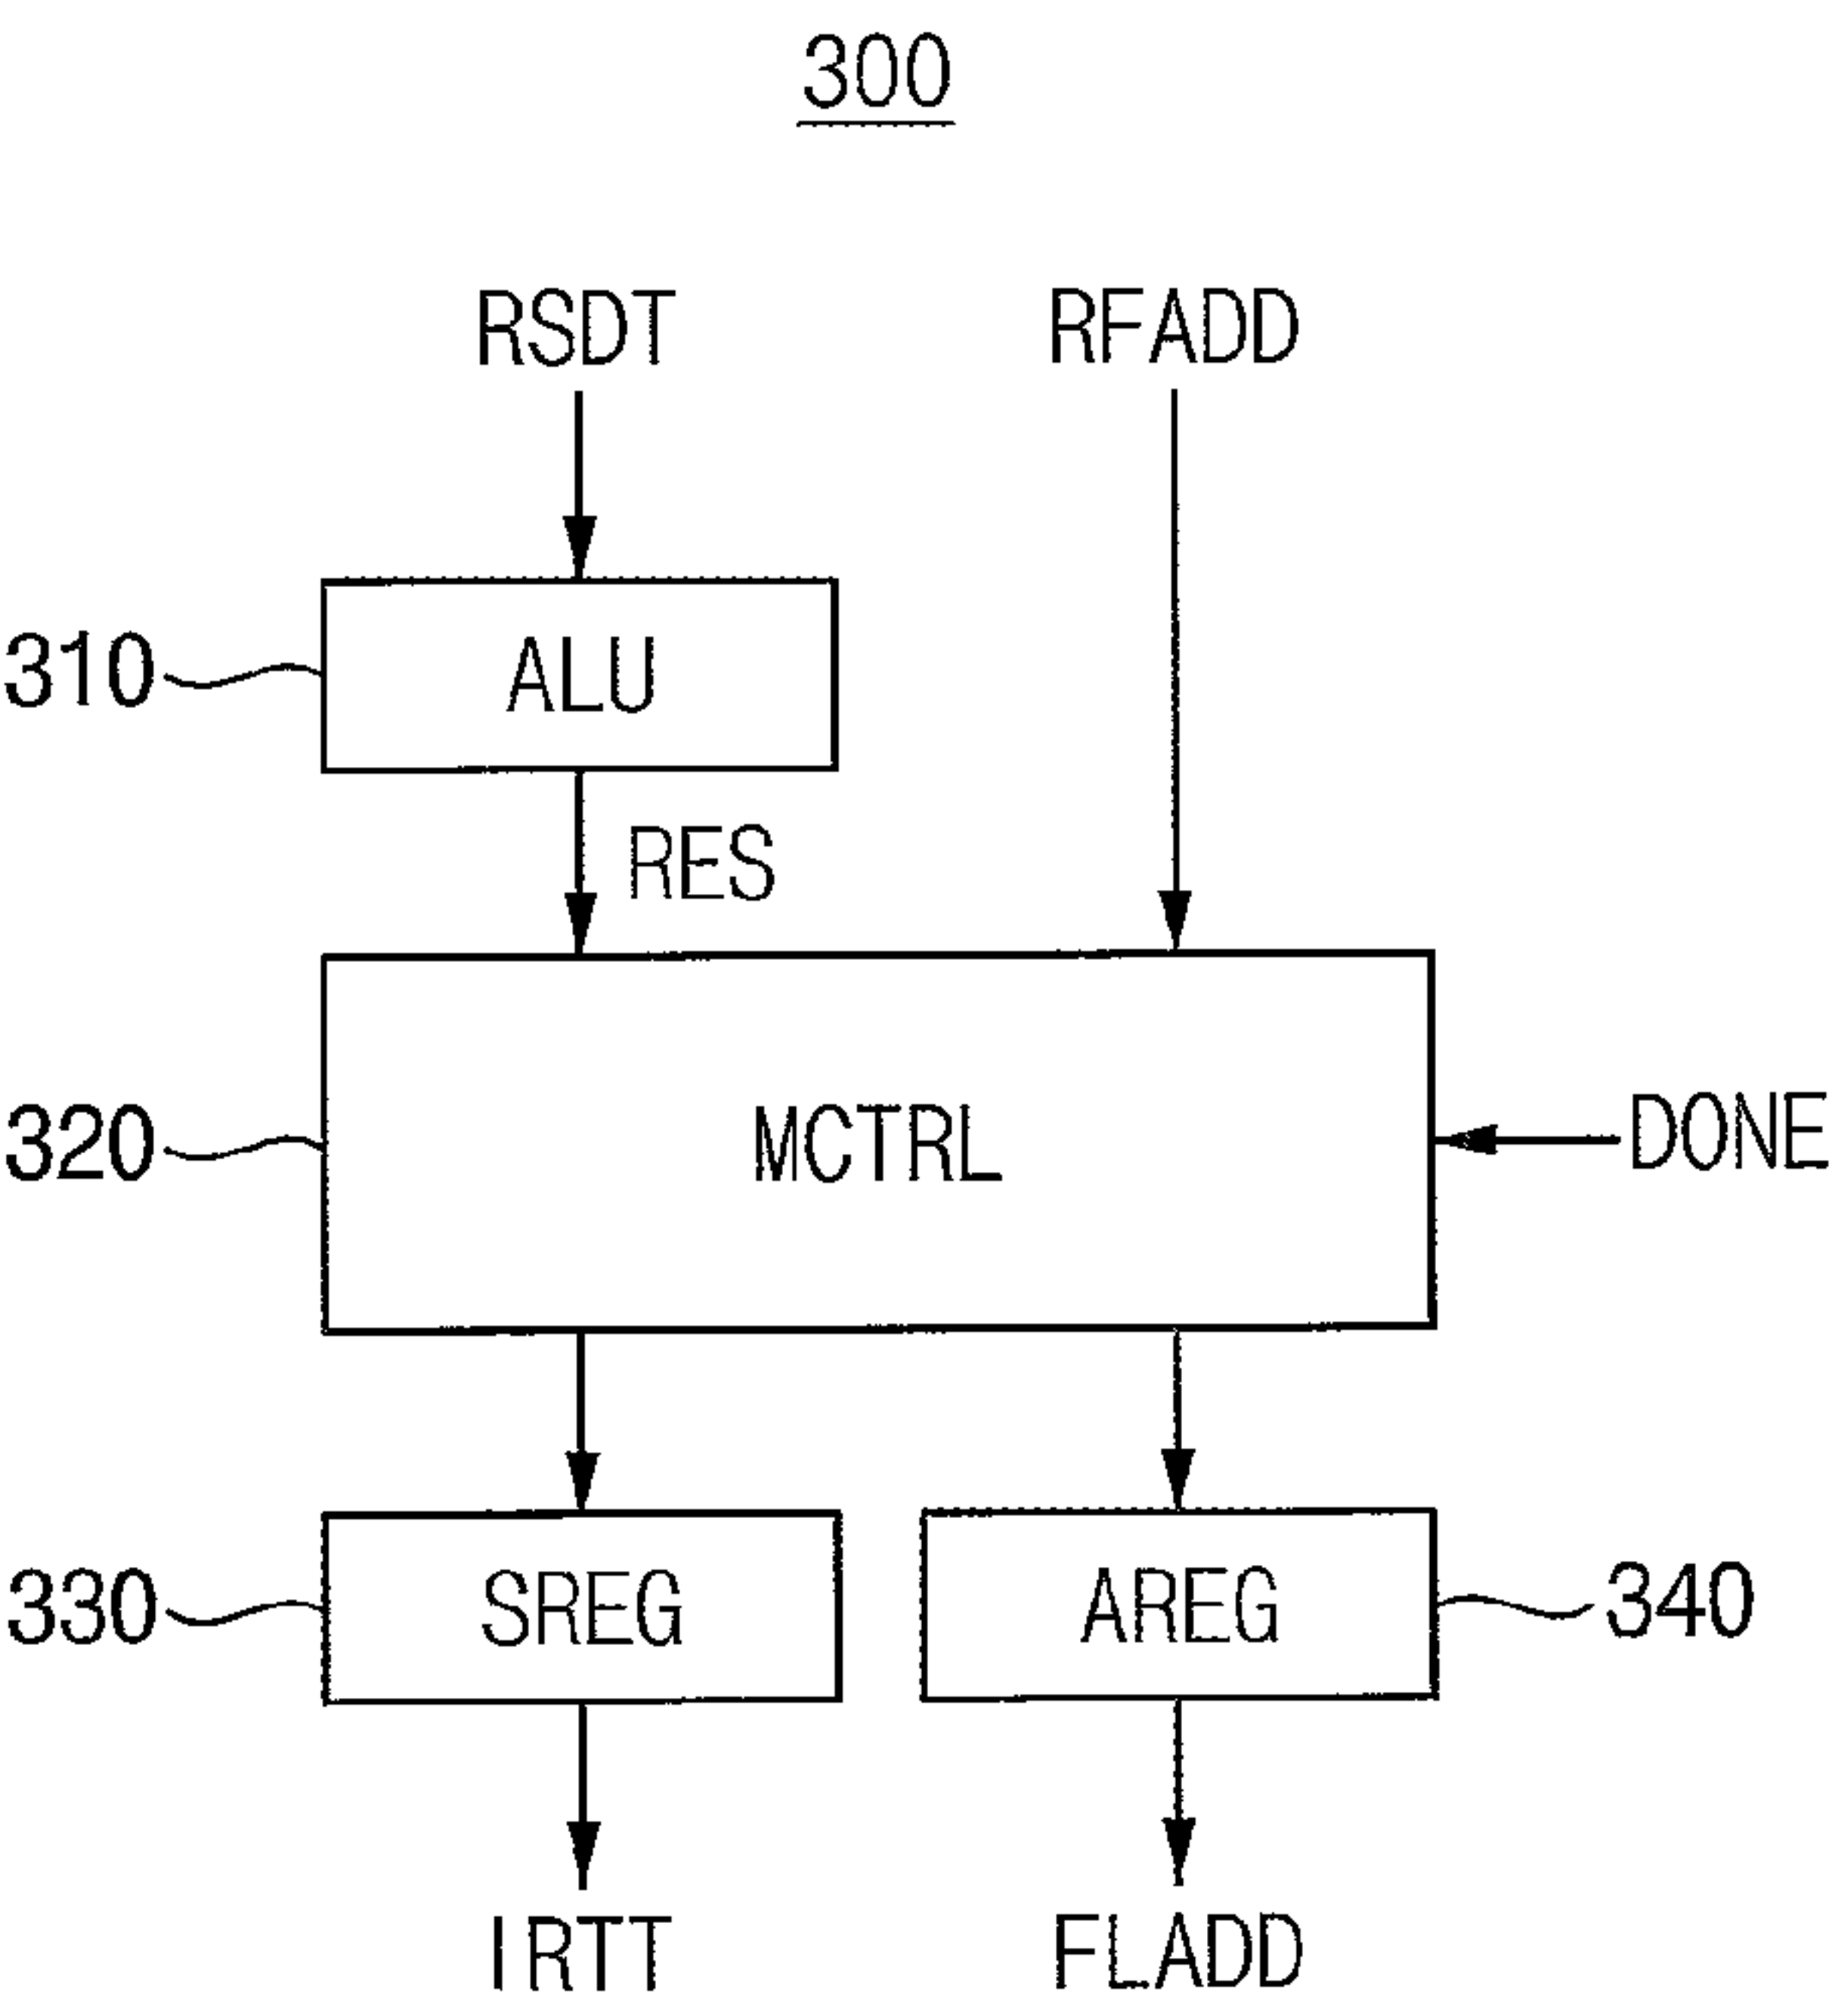 300
RSDT RFADD
310 ALU
RES
320 MCTRL DONE
330 SREG AREG 340
IRTT FLADD